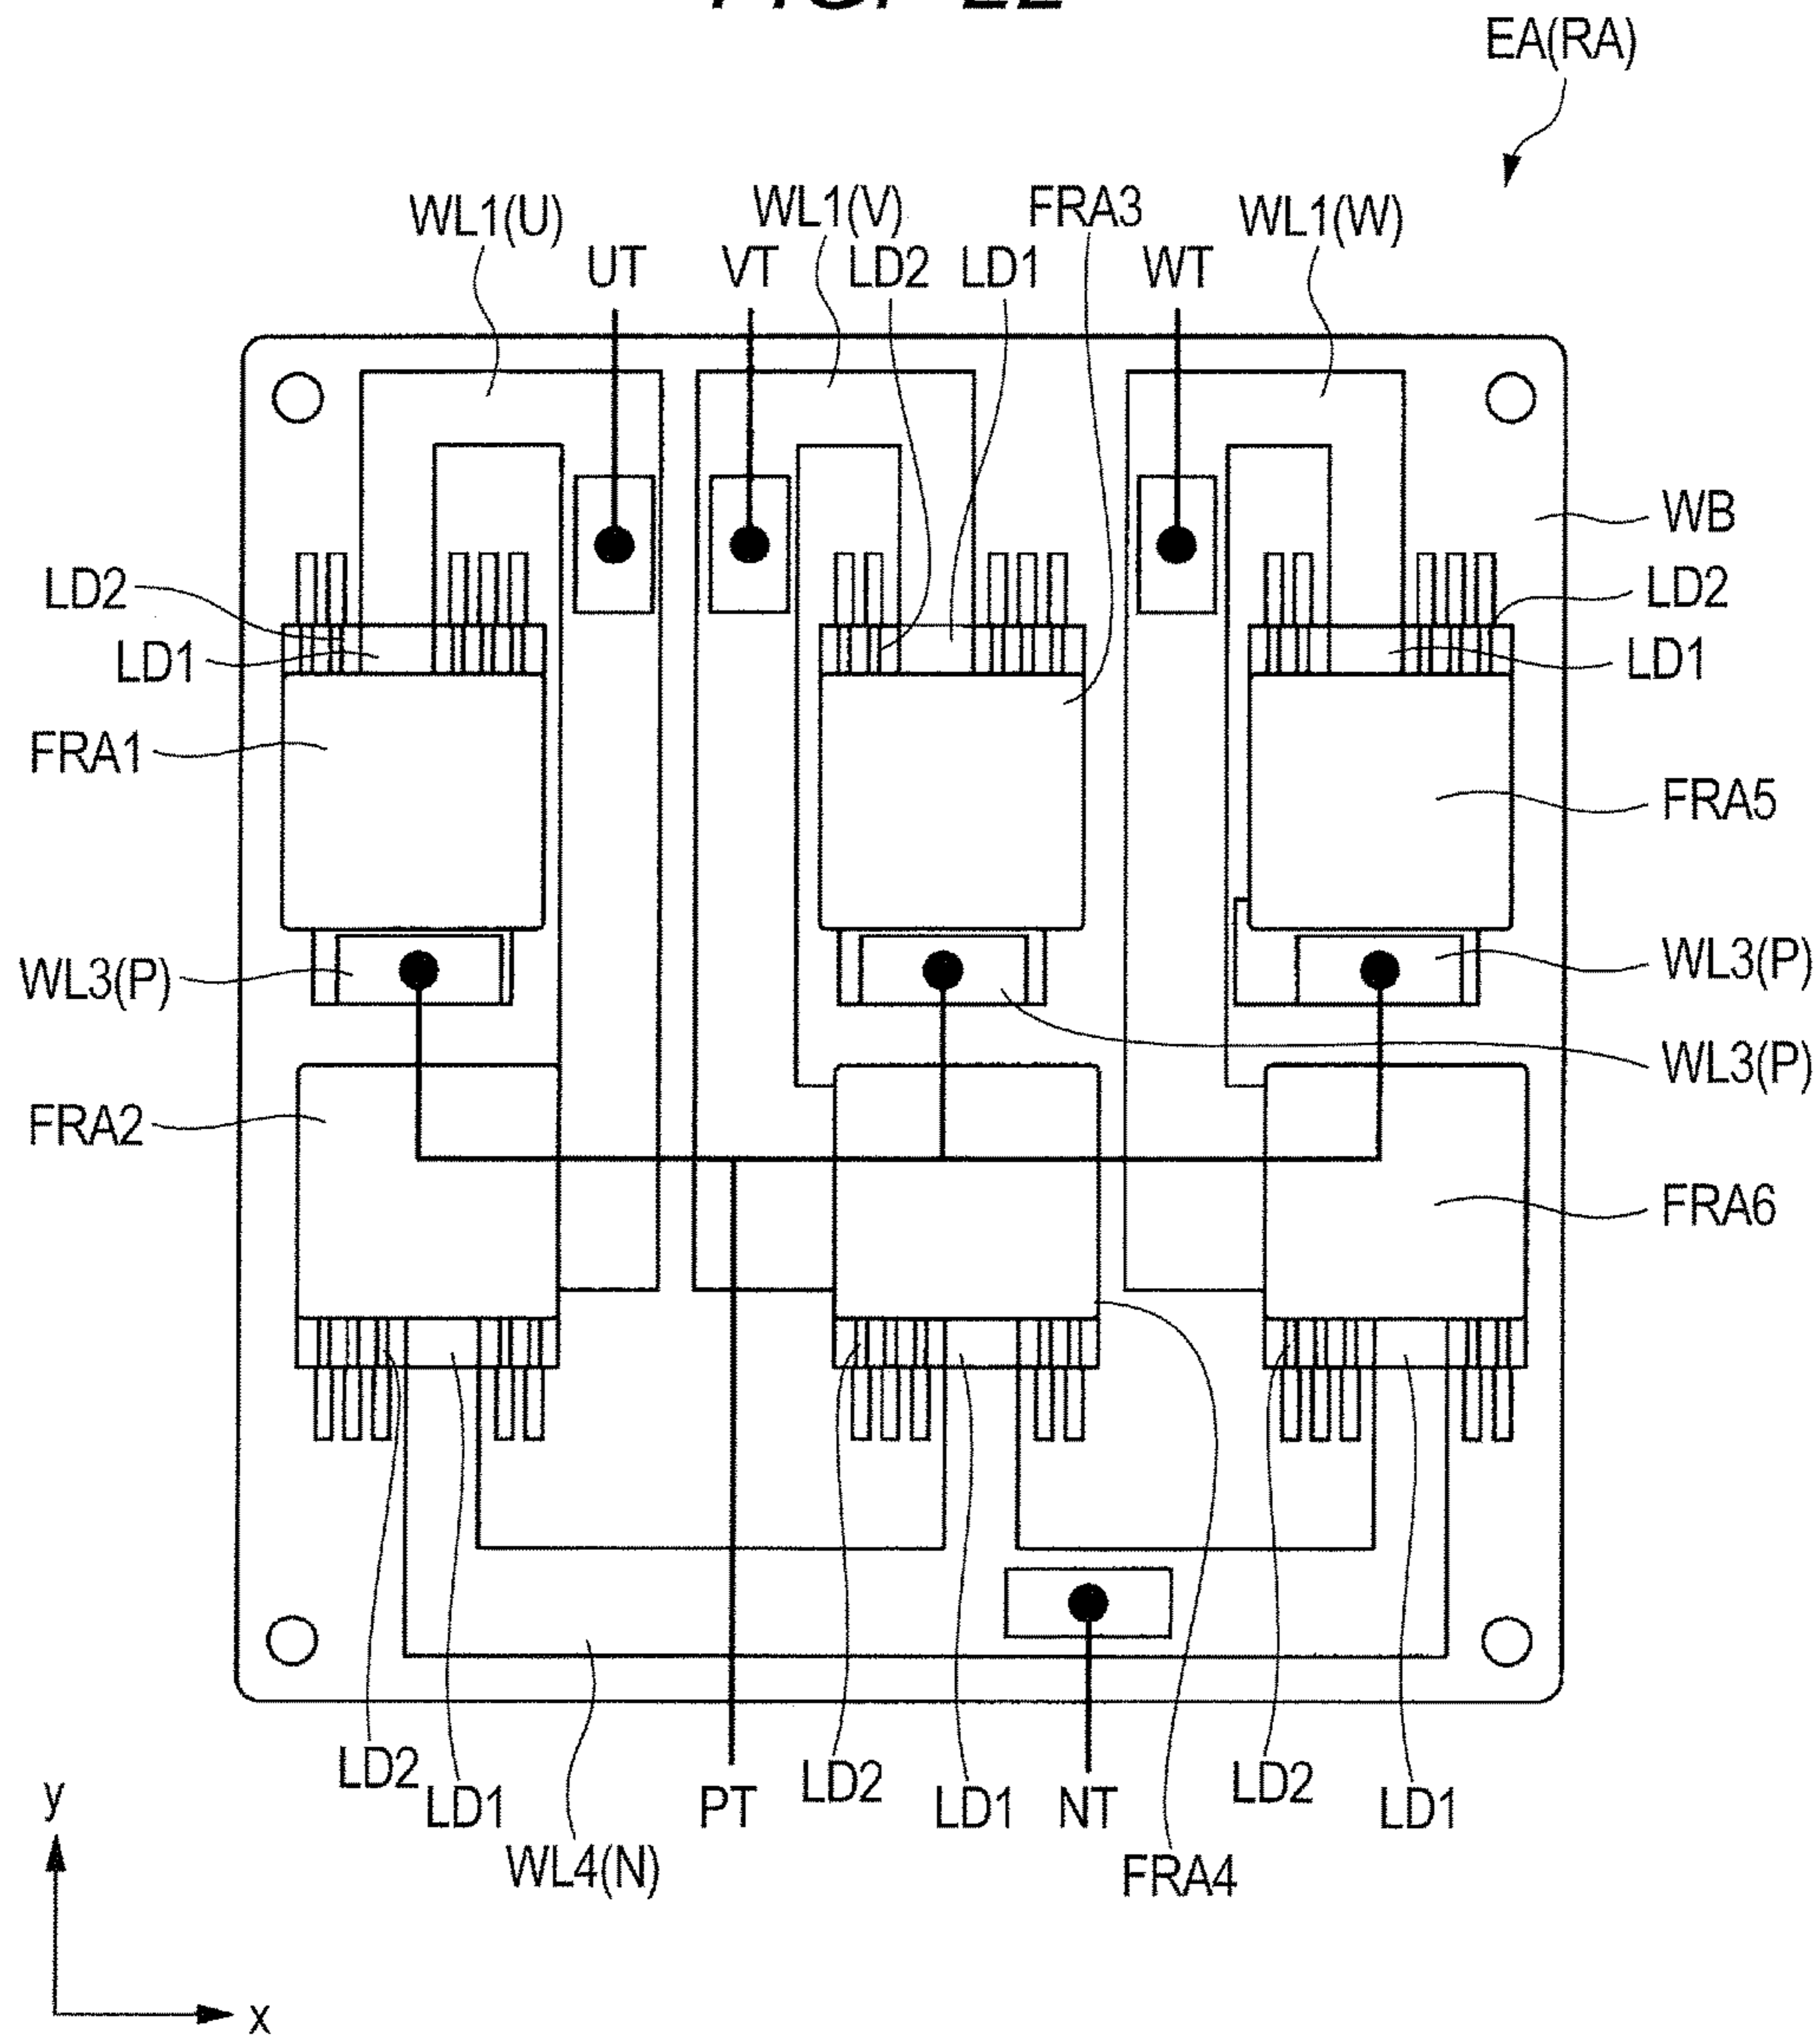 EA(RA)
WL1(U)
WL1(V)
FRA3
WL1(W)
UT
VT
LD2
LD1
WT
WB
LD2
LD2
LD1
LD1
FRA1
FRA5
WL3(P)
WL3(P)
WL3(P)
FRA2
FRA6
LD2
LD1
PT
LD2
LD1
NT
LD2
LD1
WL4(N)
FRA4
y
x